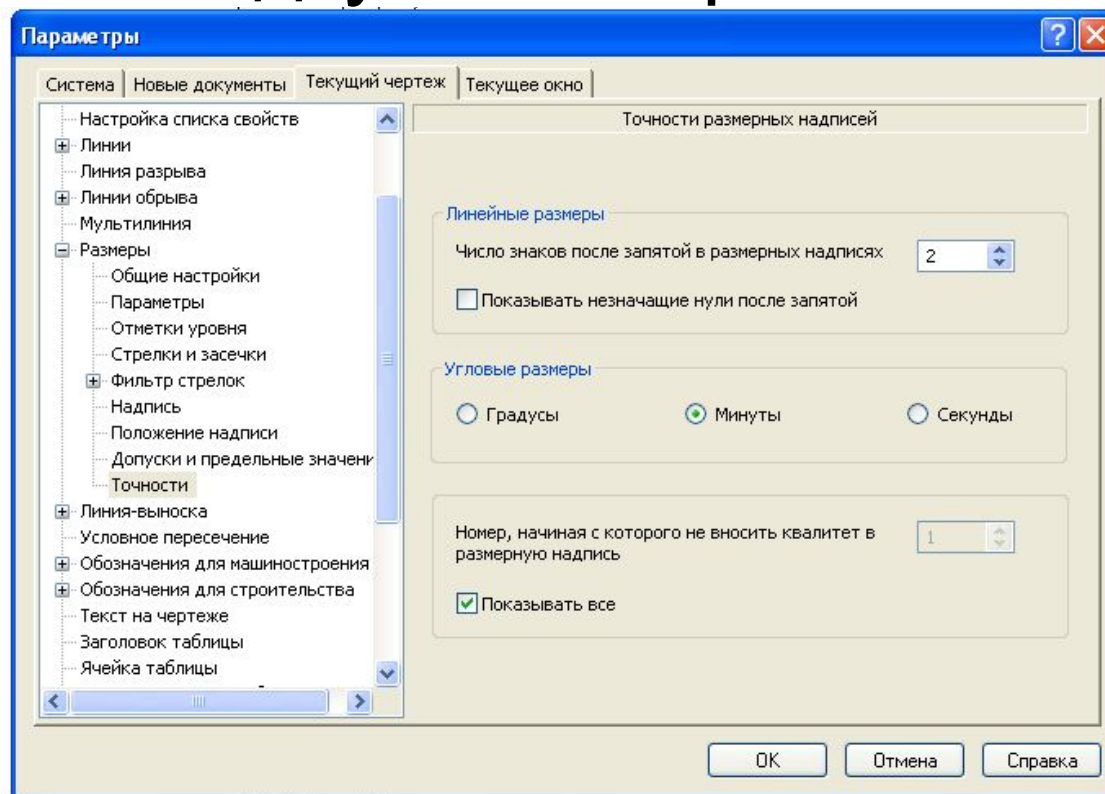 Параметры
Система
Новые документы
Текущий чертеж
Текущее окно
Настройка списка свойств
Линии
Линия разрыва
Линии обрыва
Мультилиния
Размеры
Общие настройки
Параметры
Отметки уровня
Стрелки и засечки
Фильтр стрелок
Надпись
Положение надписи
Допуски и предельные значени
Точности
Линия-выноска
Условное пересечение
Обозначения для машиностроения
Обозначения для строительства
Текст на чертеже
Заголовок таблицы
Ячейка таблицы
Точности размерных надписей
Линейные размеры
Число знаков после запятой в размерных надписях 2
Показывать незначащие нули после запятой
Угловые размеры
Градусы Минуты Секунды
Номер, начиная с которого не вносить квалитет в 1
размерную надпись
Показывать все
ОК Отмена Справка